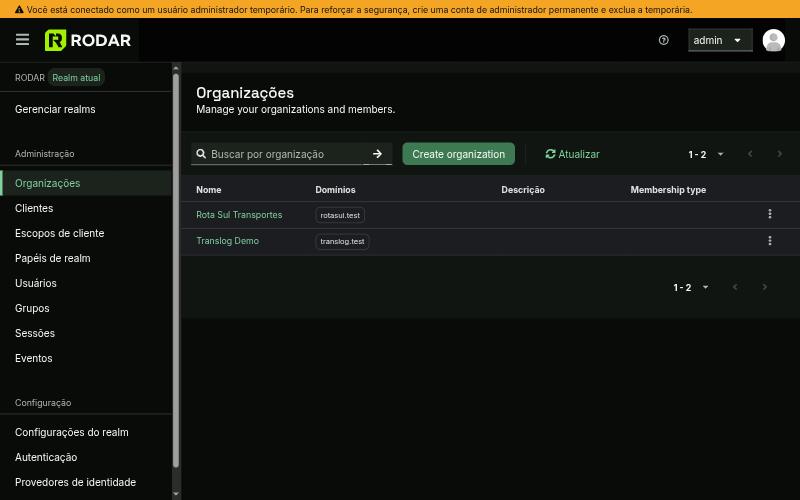 Você está conectado como um usuário administrador temporário. Para reforçar a segurança, crie uma conta de administrador permanente e exclua a temporária.
RODAR
admin
RODAR Realm atual
Gerenciar realms
Administração
Organizações
Clientes
Escopos de cliente
Papéis de realm
Usuários
Grupos
Sessões
Eventos
Configuração
Configurações do realm
Autenticação
Provedores de identidade
Organizações
Manage your organizations and members.
Buscar por organização
Create organization
Atualizar
1 - 2
Nome Domínios Descrição Membership type
Rota Sul Transportes rotasul.test
Translog Demo translog.test
1 - 2